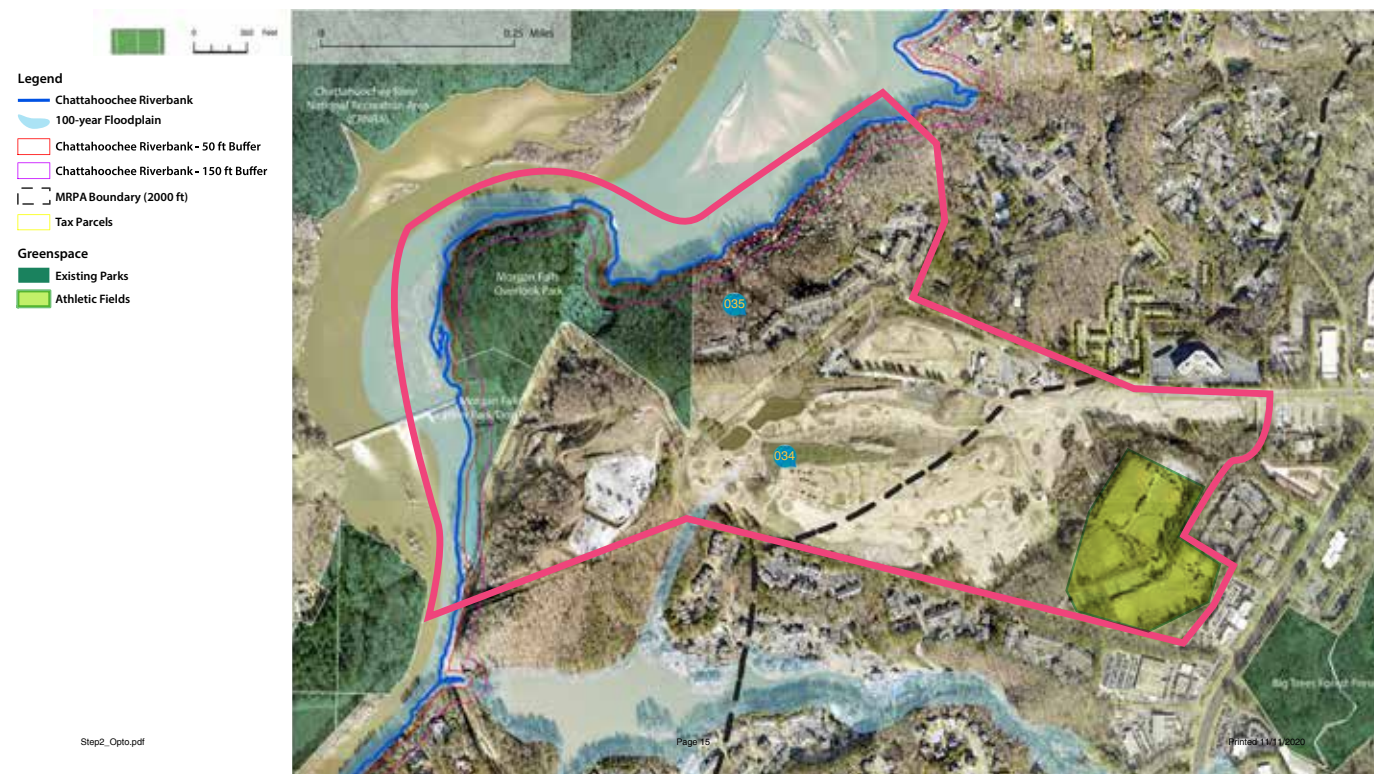 0
Feet
0
0.25 Miles
Legend
Chattahoochee Riverbank
100-year Floodplain
Chattahoochee Riverbank - 50 ft Buffer
Chattahoochee Riverbank - 150 ft Buffer
MRPA Boundary (2000 ft)
Tax Parcels
Greenspace
Existing Parks
Athletic Fields
Chattahoochee River
National Recreation Area
(CRNRA)
Morgan Falls
Overlook Park
035
Morgan Falls
034
Big Trees Forest
Step2_Opto.pdf
Page 15
Printed 11/11/2020